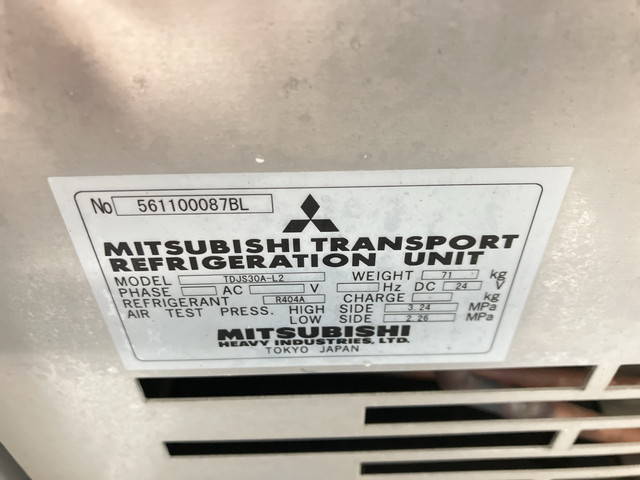 No 561100087BL
MITSUBISHI TRANSPORT
REFRIGERATION UNIT
MODEL TDJS30A-L2 WEIGHT 71 kg
PHASE AC V Hz DC 24 V
REFRIGERANT R404A CHARGE kg
AIR TEST PRESS. HIGH SIDE 3.24 MPa
LOW SIDE 2.26 MPa
MITSUBISHI
HEAVY INDUSTRIES, LTD.
TOKYO JAPAN